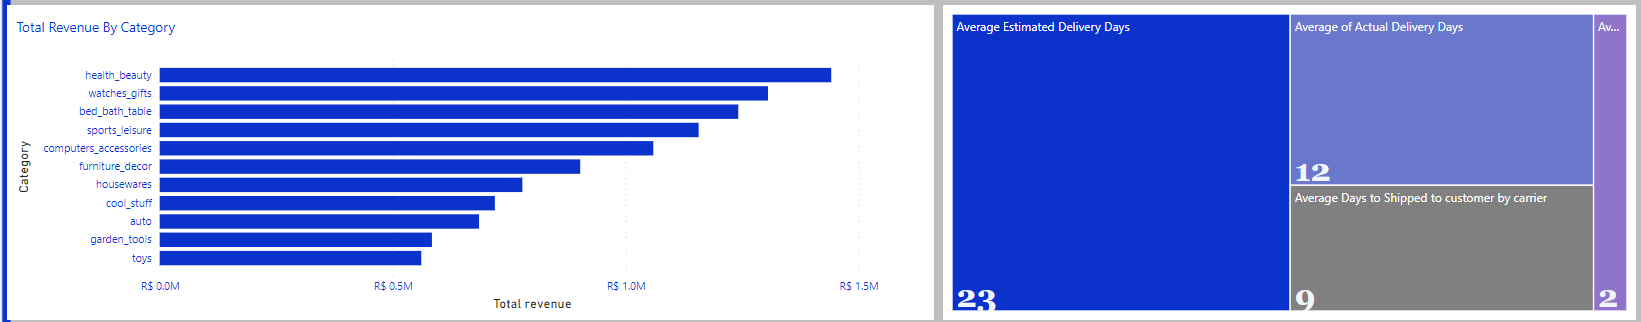 Total Revenue By Category
Category
health_beauty
watches_gifts
bed_bath_table
sports_leisure
computers_accessories
furniture_decor
housewares
cool_stuff
auto
garden_tools
toys
R$ 0.0M
R$ 0.5M
R$ 1.0M
R$ 1.5M
Total revenue
Average Estimated Delivery Days
23
Average of Actual Delivery Days
12
Average Days to Shipped to customer by carrier
9
Av...
2